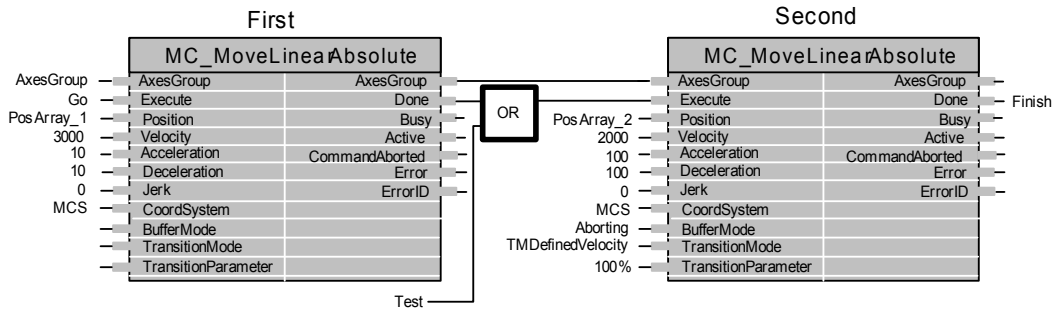 First
Second
MC_MoveLinearAbsolute
MC_MoveLinearAbsolute
AxesGroup AxesGroup AxesGroup AxesGroup AxesGroup
Go Execute Done OR Execute Done Finish
PosArray_1 Position Busy PosArray_2 Position Busy
3000 Velocity Active 2000 Velocity Active
10 Acceleration CommandAborted 100 Acceleration CommandAborted
10 Deceleration Error 100 Deceleration Error
0 Jerk ErrorID 0 Jerk ErrorID
MCS CoordSystem MCS CoordSystem
BufferMode Aborting BufferMode
TransitionMode TMDefinedVelocity TransitionMode
TransitionParameter 100% TransitionParameter
Test